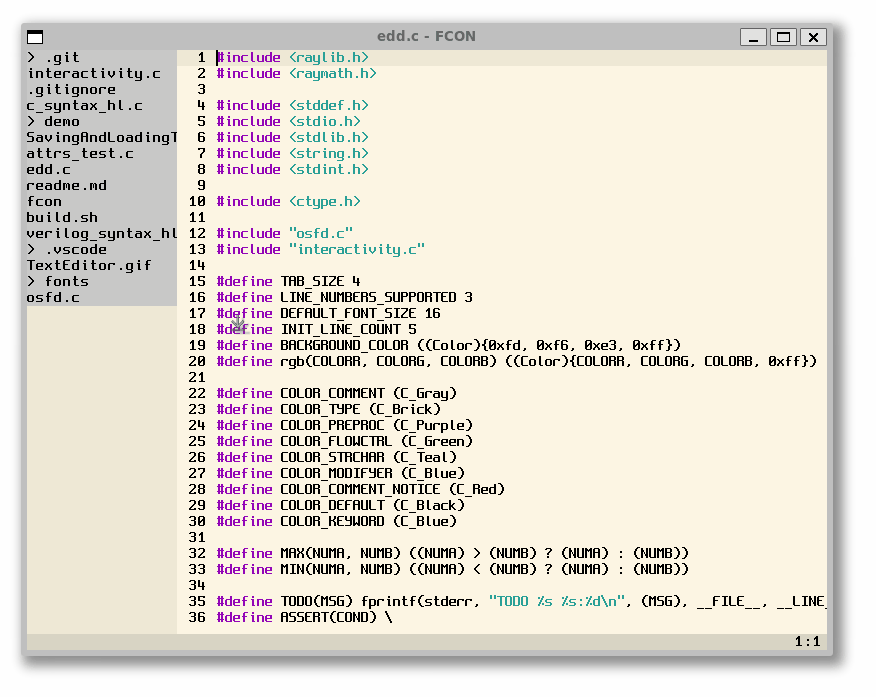 edd.c - FCON
> .git
interactivity.c
.gitignore
c_syntax_hl.c
> demo
SavingAndLoadingT
attrs_test.c
edd.c
readme.md
fcon
build.sh
verilog_syntax_hl
> .vscode
TextEditor.gif
> fonts
osfd.c
1 #include <raylib.h>
2 #include <raymath.h>
3
4 #include <stddef.h>
5 #include <stdio.h>
6 #include <stdlib.h>
7 #include <string.h>
8 #include <stdint.h>
9
10 #include <ctype.h>
11
12 #include "osfd.c"
13 #include "interactivity.c"
14
15 #define TAB_SIZE 4
16 #define LINE_NUMBERS_SUPPORTED 3
17 #define DEFAULT_FONT_SIZE 16
18 #define INIT_LINE_COUNT 5
19 #define BACKGROUND_COLOR ((Color){0xfd, 0xf6, 0xe3, 0xff})
20 #define rgb(COLORR, COLORG, COLORB) ((Color){COLORR, COLORG, COLORB, 0xff})
21
22 #define COLOR_COMMENT (C_Gray)
23 #define COLOR_TYPE (C_Brick)
24 #define COLOR_PREPROC (C_Purple)
25 #define COLOR_FLOWCTRL (C_Green)
26 #define COLOR_STRCHAR (C_Teal)
27 #define COLOR_MODIFYER (C_Blue)
28 #define COLOR_COMMENT_NOTICE (C_Red)
29 #define COLOR_DEFAULT (C_Black)
30 #define COLOR_KEYWORD (C_Blue)
31
32 #define MAX(NUMA, NUMB) ((NUMA) > (NUMB) ? (NUMA) : (NUMB))
33 #define MIN(NUMA, NUMB) ((NUMA) < (NUMB) ? (NUMA) : (NUMB))
34
35 #define TODO(MSG) fprintf(stderr, "TODO %s %s:%d\n", (MSG), __FILE__, __LINE_
36 #define ASSERT(COND) \
1:1